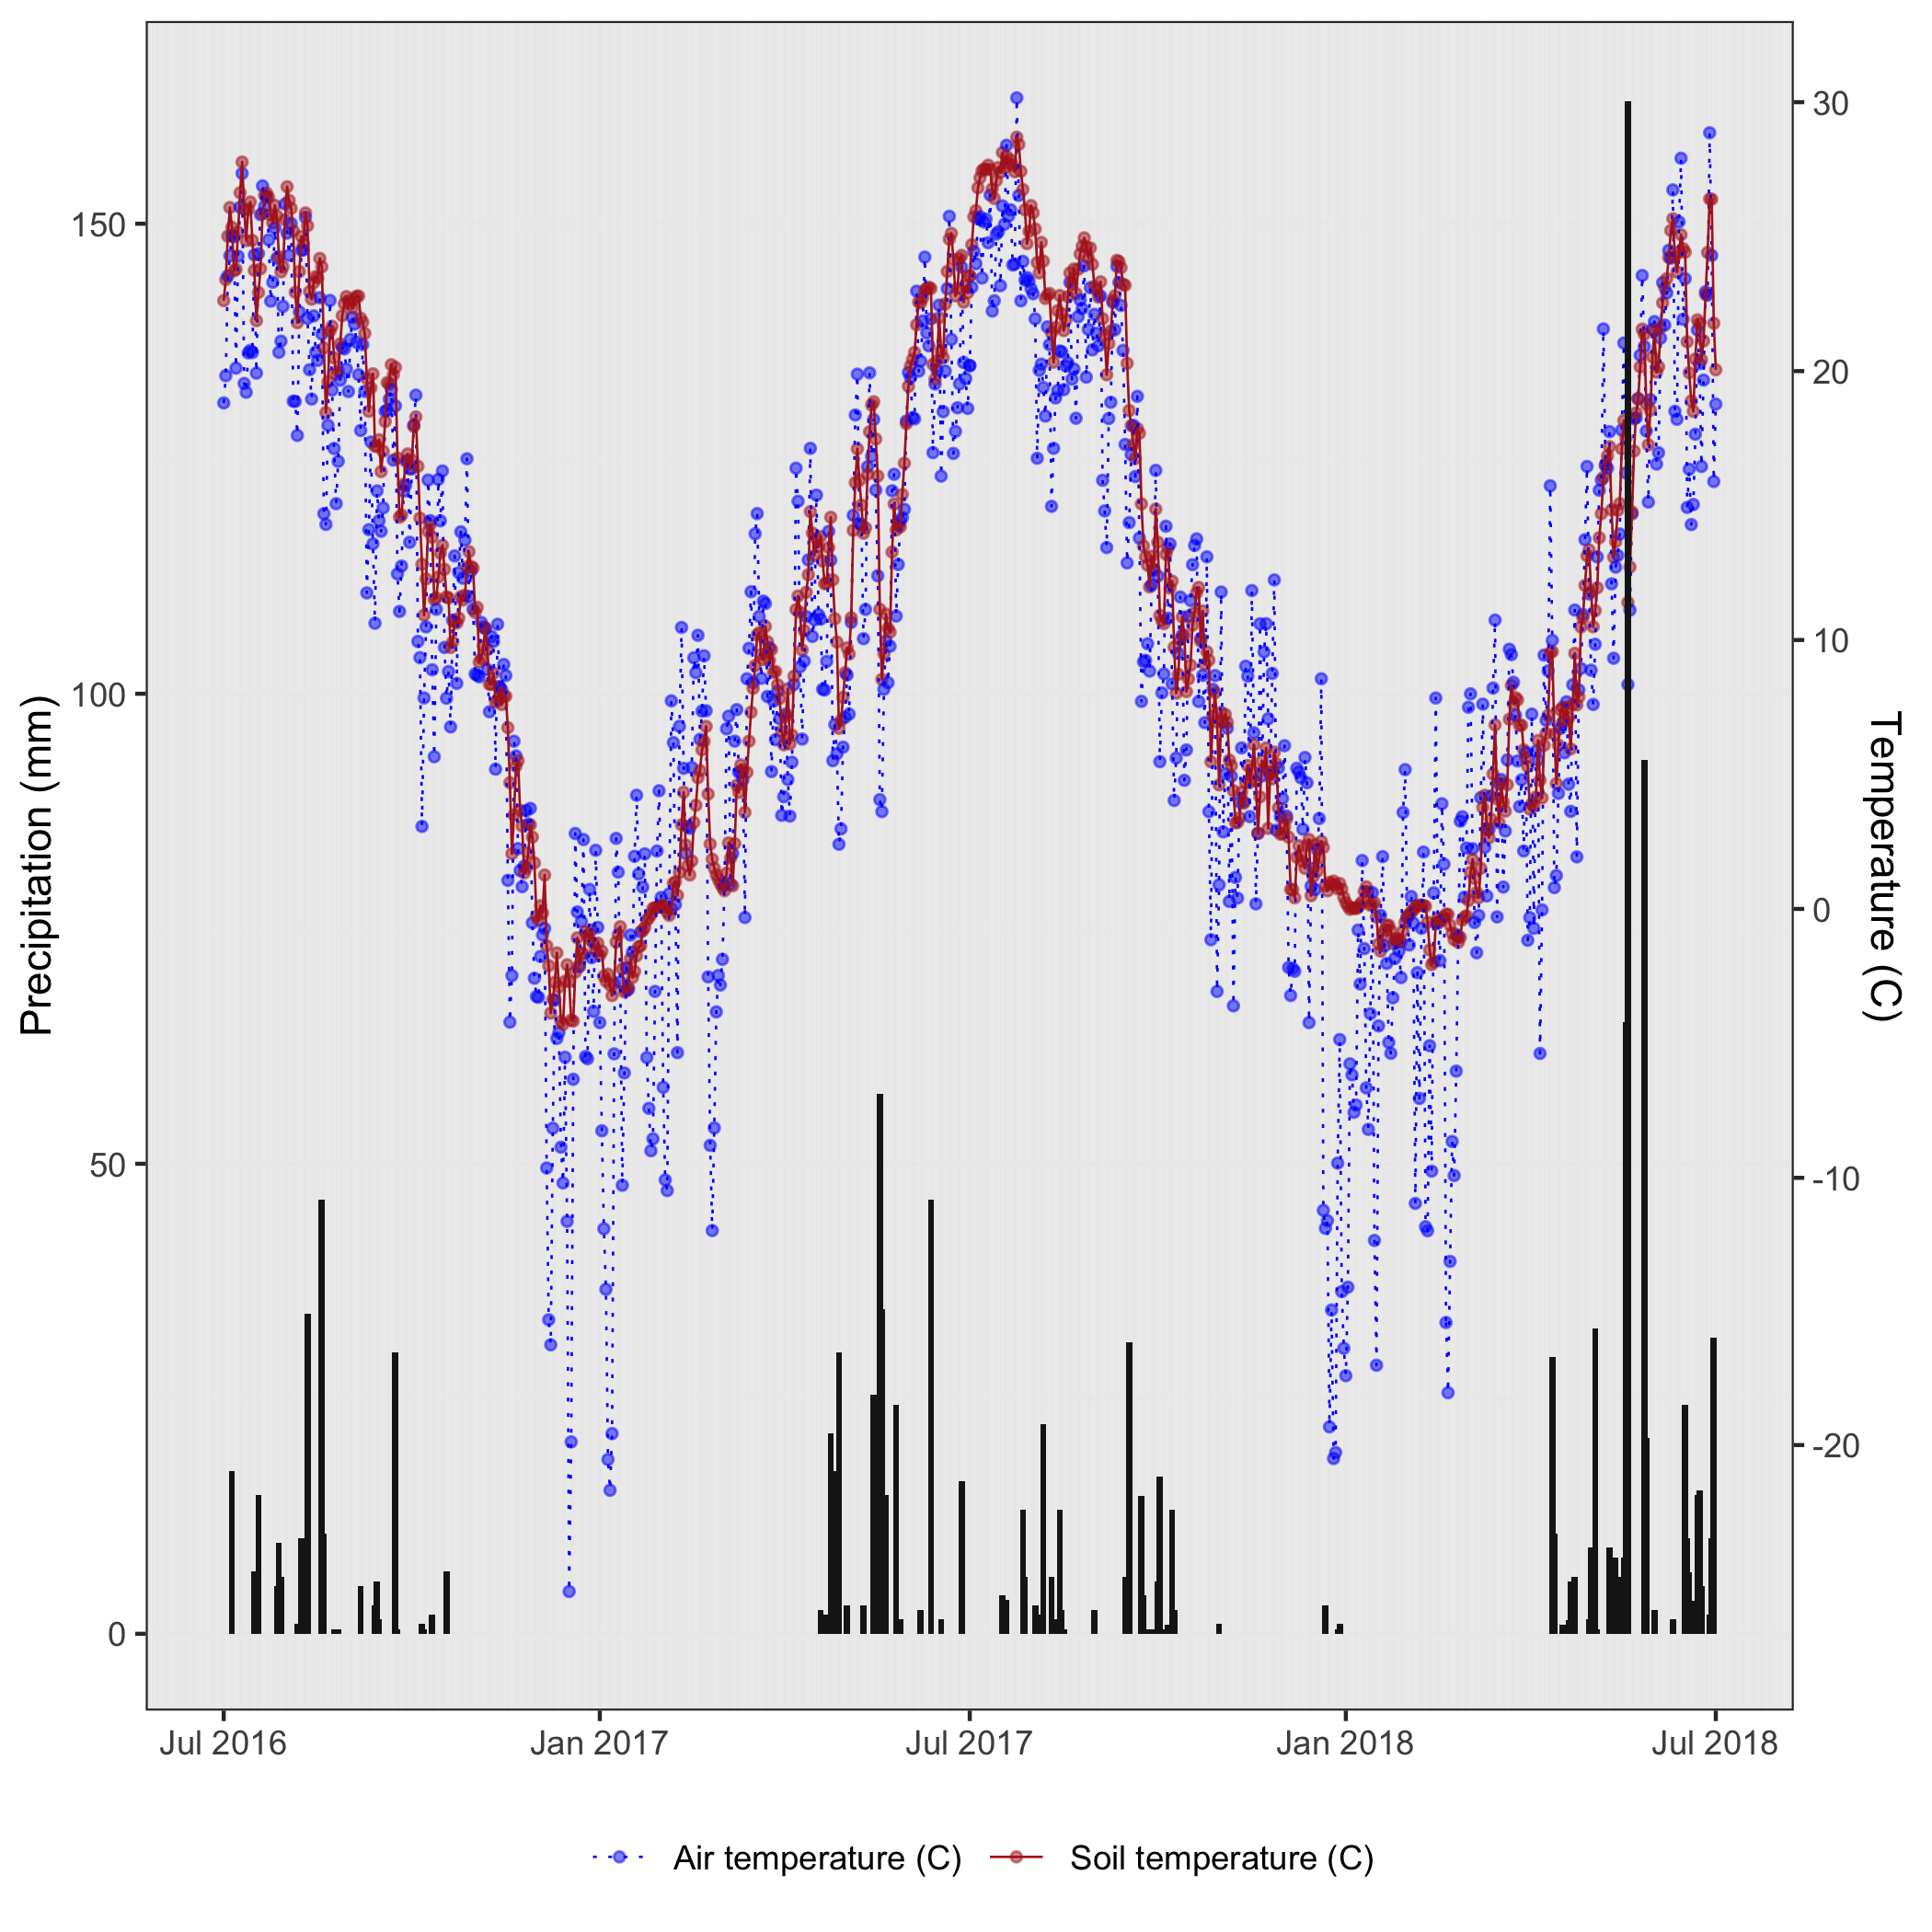 150
100
50
0
Precipitation (mm)
30
20
10
0
-10
-20
Temperature (C)
Jul 2016
Jan 2017
Jul 2017
Jan 2018
Jul 2018
Air temperature (C)
Soil temperature (C)